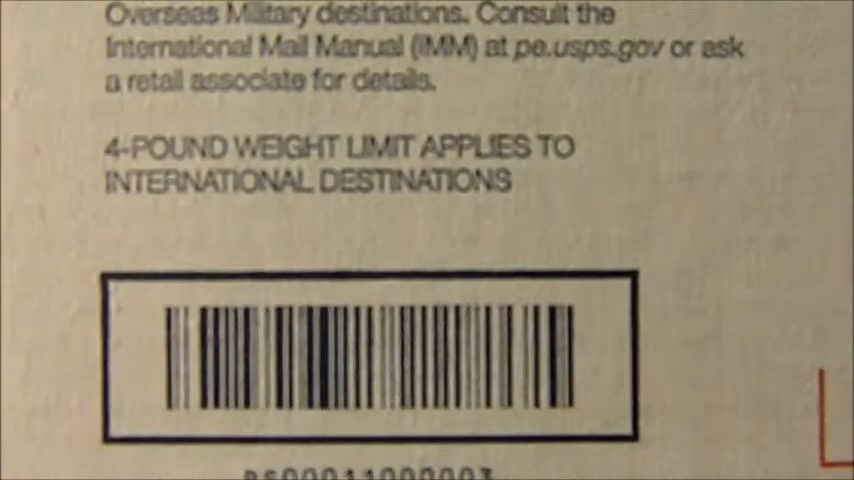 Overseas Military destinations. Consult the
International Mail Manual (IMM) at pe.usps.gov or ask
a retail associate for details.
4-POUND WEIGHT LIMIT APPLIES TO
INTERNATIONAL DESTINATIONS
PS00011000003